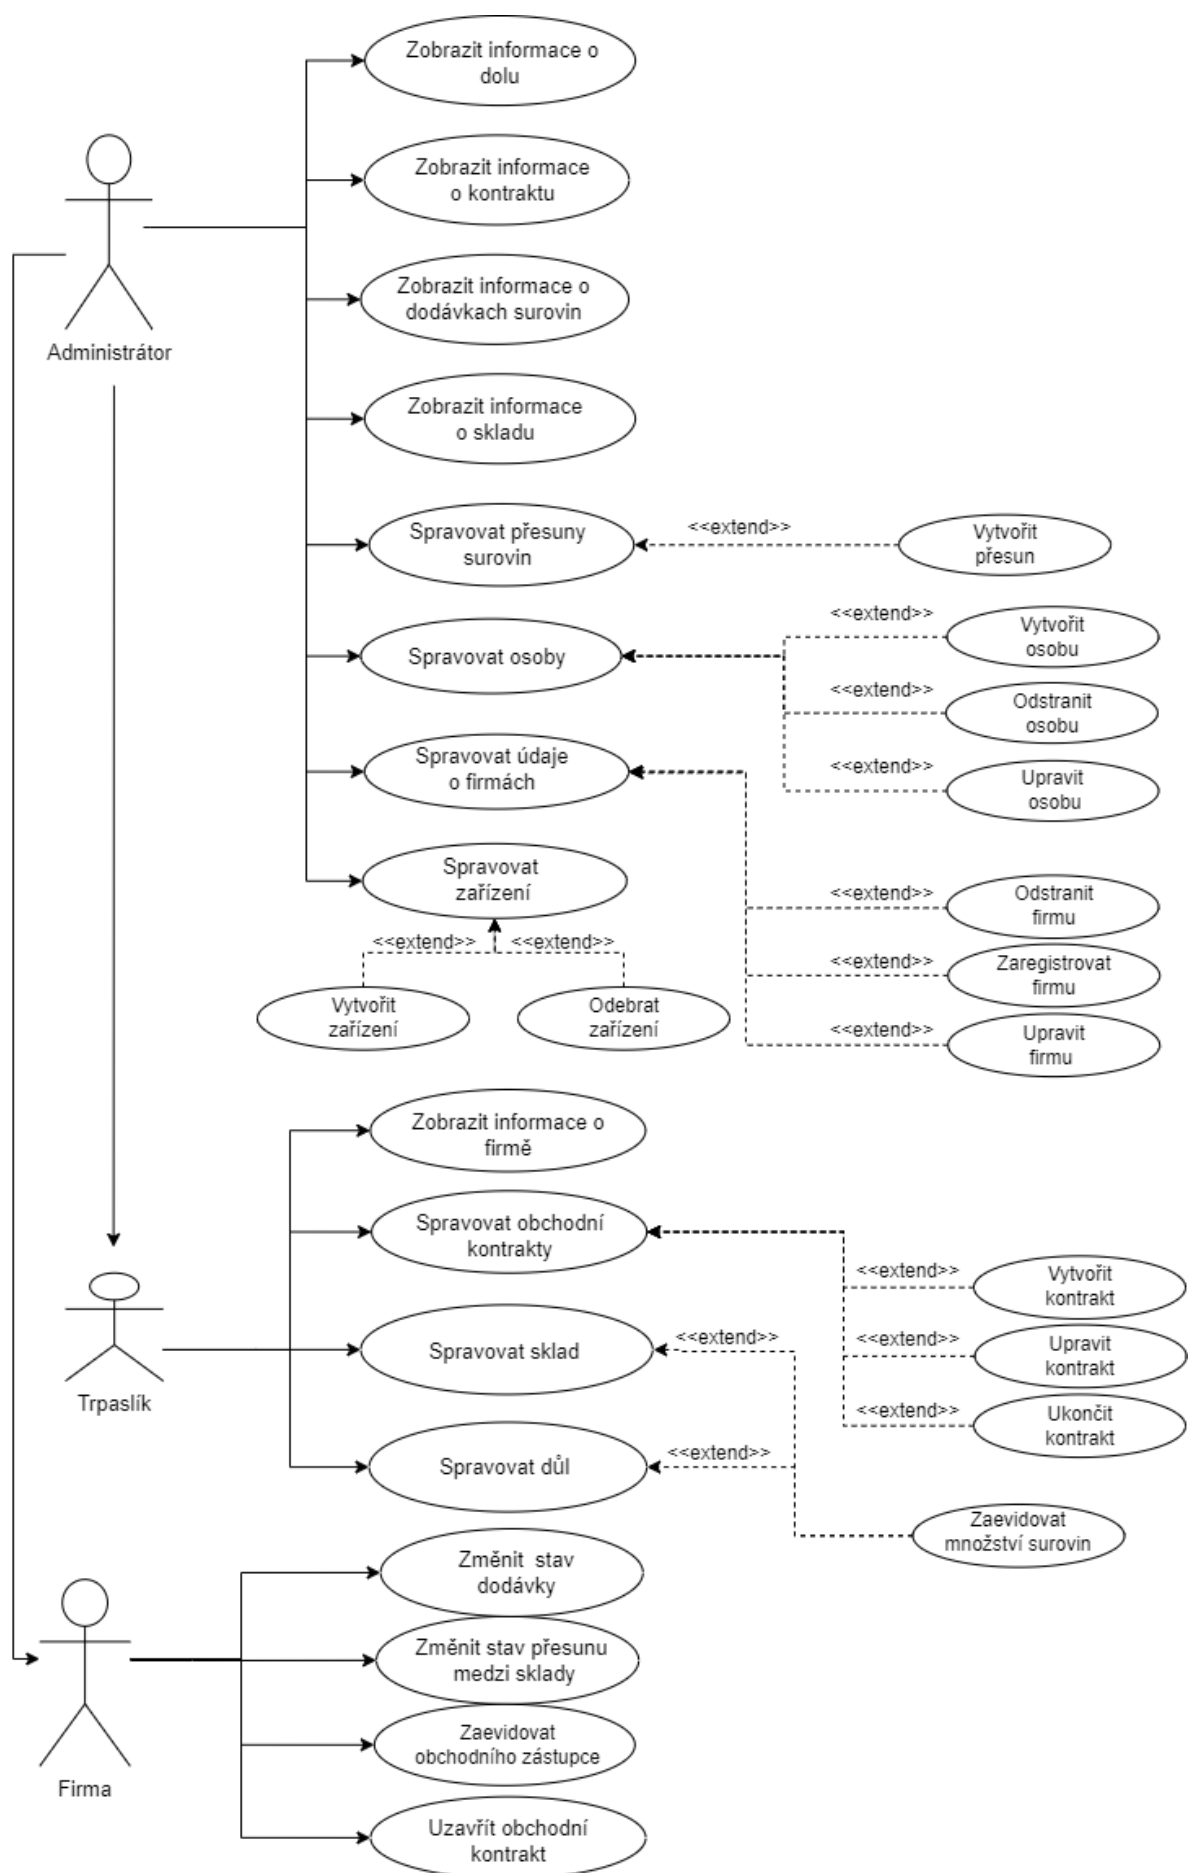 Zobrazit informace o
dolu
Zobrazit informace
o kontraktu
Zobrazit informace o
dodávkach surovin
Administrátor
Zobrazit informace
o skladu
Spravovat přesuny
surovin
<<extend>>
Vytvořit
přesun
Spravovat osoby
<<extend>>
Vytvořit
osobu
<<extend>>
Odstranit
osobu
<<extend>>
Upravit
osobu
Spravovat údaje
o firmách
<<extend>>
Odstranit
firmu
<<extend>>
Zaregistrovat
firmu
<<extend>>
Upravit
firmu
Spravovat
zařízení
<<extend>>
<<extend>>
Vytvořit
zařízení
Odebrat
zařízení
Zobrazit informace o
firmě
Spravovat obchodní
kontrakty
<<extend>>
Vytvořit
kontrakt
<<extend>>
Upravit
kontrakt
<<extend>>
Ukončit
kontrakt
Trpaslík
Spravovat sklad
<<extend>>
Spravovat důl
<<extend>>
Zaevidovat
množství surovin
Změnit stav
dodávky
Změnit stav přesunu
medzi sklady
Zaevidovat
obchodního zástupce
Firma
Uzavřít obchodní
kontrakt